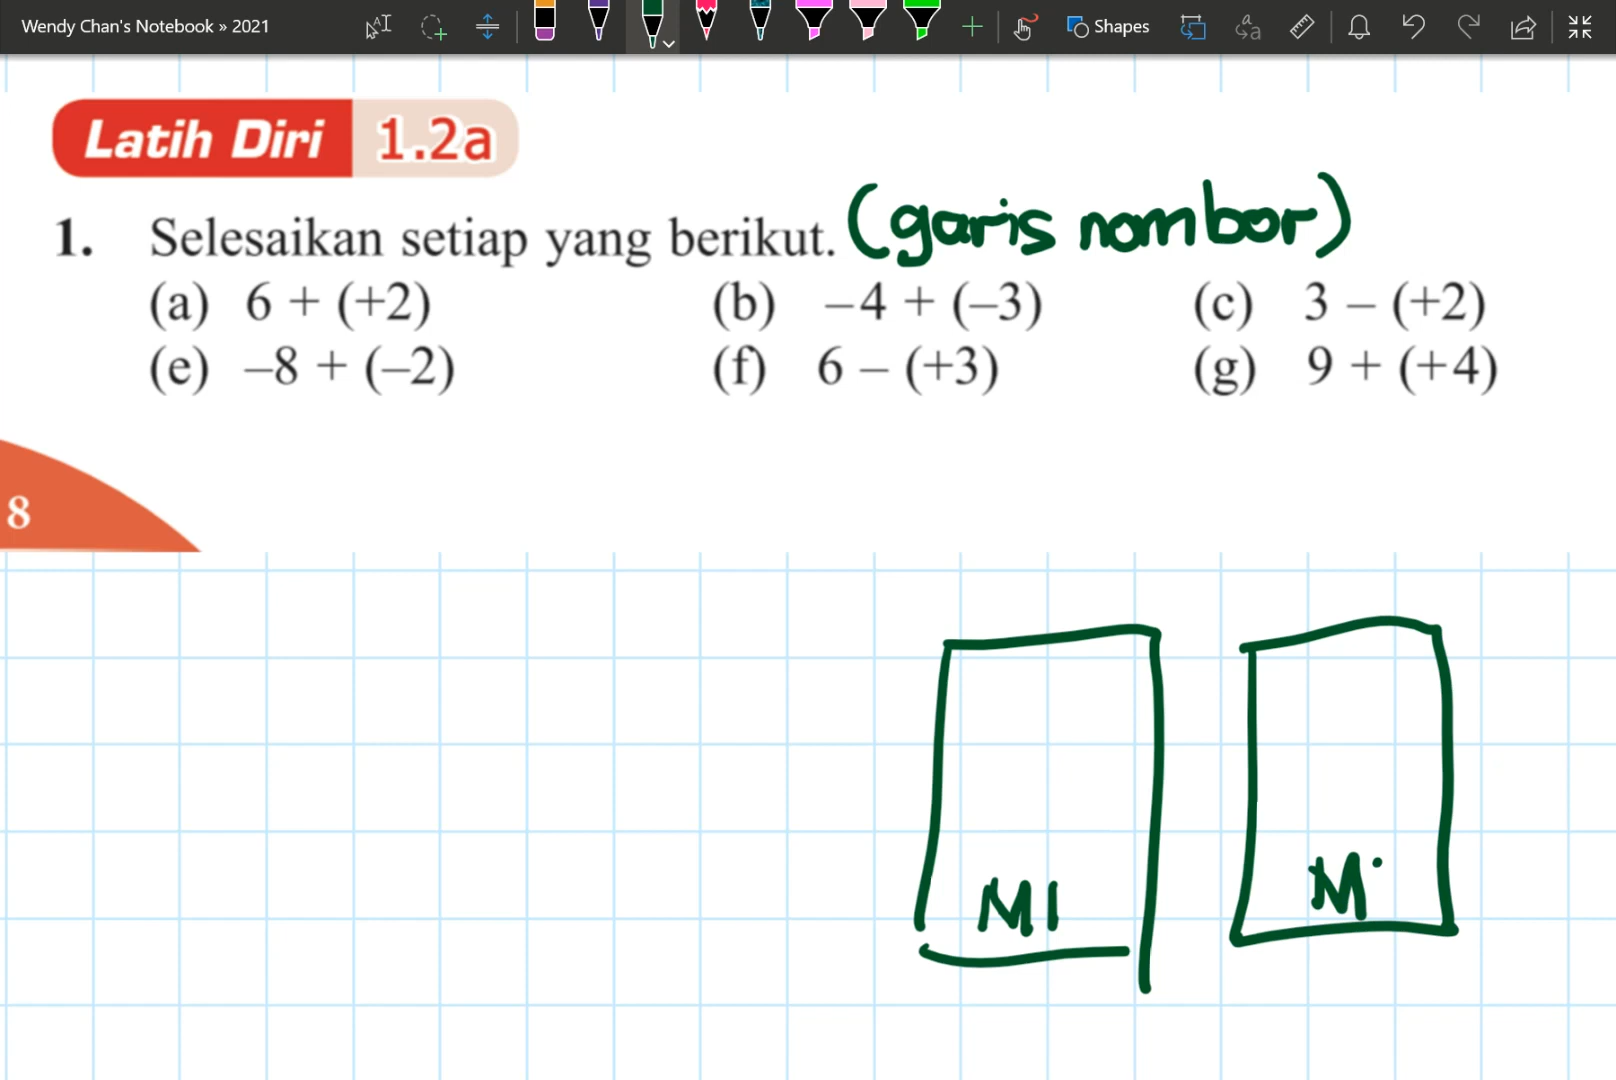 Wendy Chan's Notebook » 2021 Shapes
Latih Diri 1.2a
1. Selesaikan setiap yang berikut. (garis nombor)
(a) 6 + (+2) (b) –4 + (–3) (c) 3 – (+2)
(e) –8 + (–2) (f) 6 – (+3) (g) 9 + (+4)
8
M1 M